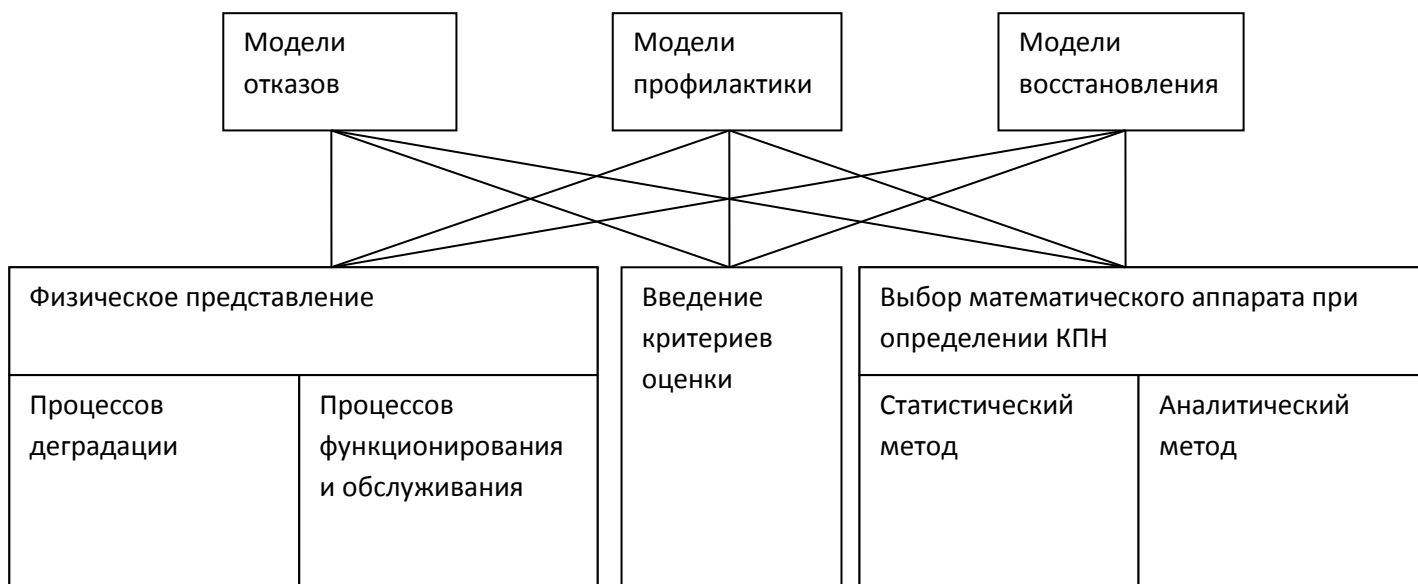 Модели
отказов
Модели
профилактики
Модели
восстановления
Физическое представление
Введение
критериев
оценки
Выбор математического аппарата при
определении КПН
Процессов
деградации
Процессов
функционирования
и обслуживания
Статистический
метод
Аналитический
метод